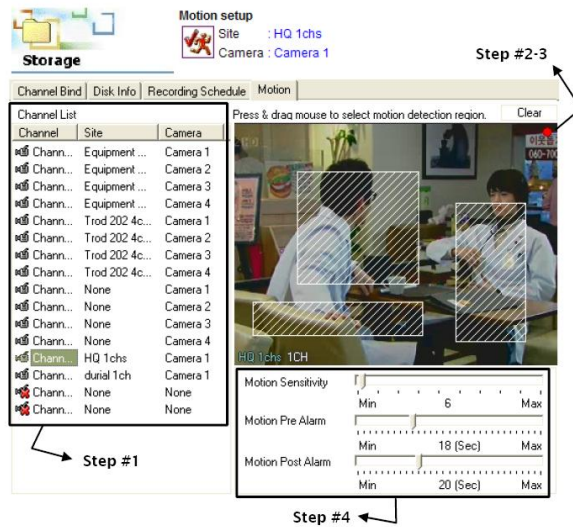 Motion setup
Site : HQ 1chs
Camera : Camera 1
Storage
Step #2-3
Channel Bind Disk Info Recording Schedule Motion
Channel List
Press & drag mouse to select motion detection region.
Clear
Channel Site Camera
Chann... Equipment ... Camera 1
Chann... Equipment ... Camera 2
Chann... Equipment ... Camera 3
Chann... Equipment ... Camera 4
Chann... Trod 202 4c... Camera 1
Chann... Trod 202 4c... Camera 2
Chann... Trod 202 4c... Camera 3
Chann... Trod 202 4c... Camera 4
Chann... None Camera 1
Chann... None Camera 2
Chann... None Camera 3
Chann... None Camera 4
Chann... HQ 1chs Camera 1
Chann... durial 1ch Camera 1
Chann... None None
Chann... None None
060-700
HQ 1chs 1CH
Motion Sensitivity
Min 6 Max
Motion Pre Alarm
Min 18 (Sec) Max
Motion Post Alarm
Min 20 (Sec) Max
Step #1
Step #4